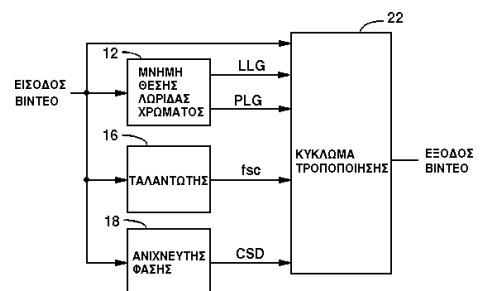 22
12
LLG
ΜΝΗΜΗ
ΘΕΣΗΣ
ΛΩΡΙΔΑΣ
ΧΡΩΜΑΤΟΣ
ΕΙΣΟΔΟΣ
ΒΙΝΤΕΟ
PLG
16
ΤΑΛΑΝΤΩΤΗΣ
fsc
ΚΥΚΛΩΜΑ
ΤΡΟΠΟΠΟΙΗΣΗΣ
ΕΞΟΔΟΣ
ΒΙΝΤΕΟ
18
ΑΝΙΧΝΕΥΤΗΣ
ΦΑΣΗΣ
CSD